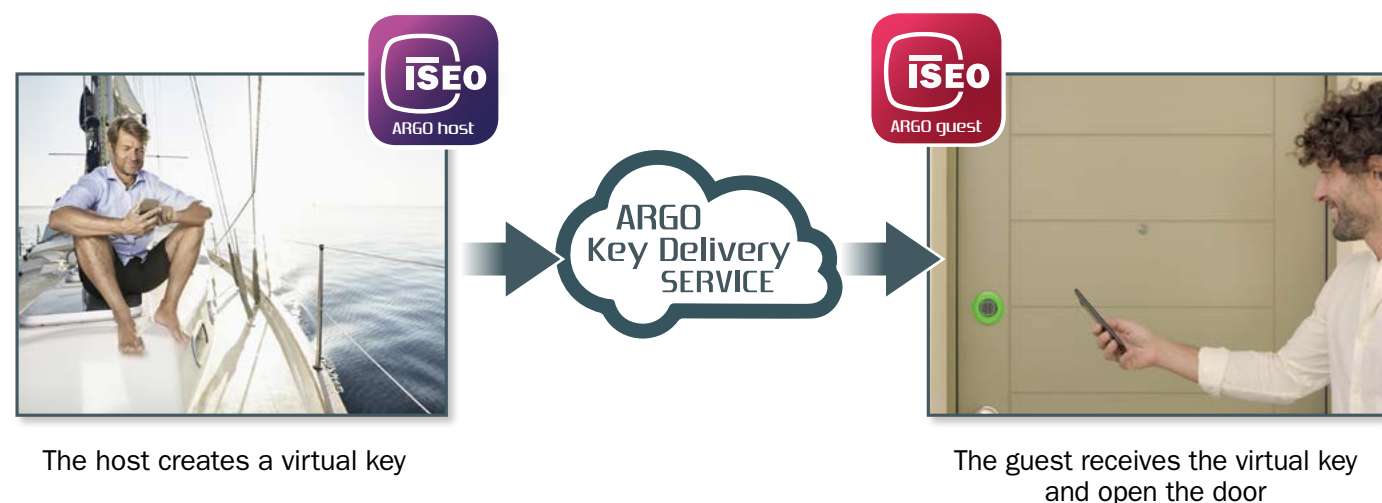 ISEO
ARGO host
ISEO
ARGO guest
ARGO
Key Delivery
SERVICE
The host creates a virtual key
The guest receives the virtual key
and open the door